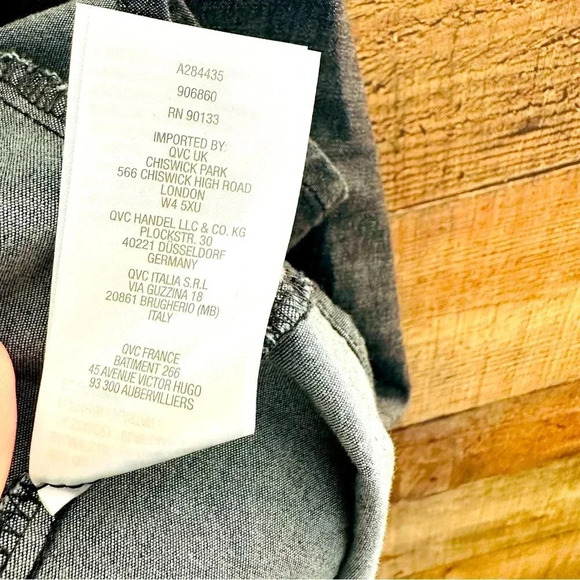 A284435
906860
RN 90133
IMPORTED BY:
QVC UK
CHISWICK PARK
566 CHISWICK HIGH ROAD
LONDON
W4 5XU
QVC HANDEL LLC & CO. KG
PLOCKSTR. 30
40221 DÜSSELDORF
GERMANY
QVC ITALIA S.R.L
VIA GUZZINA 18
20861 BRUGHERIO (MB)
ITALY
QVC FRANCE
BATIMENT 266
45 AVENUE VICTOR HUGO
93 300 AUBERVILLIERS